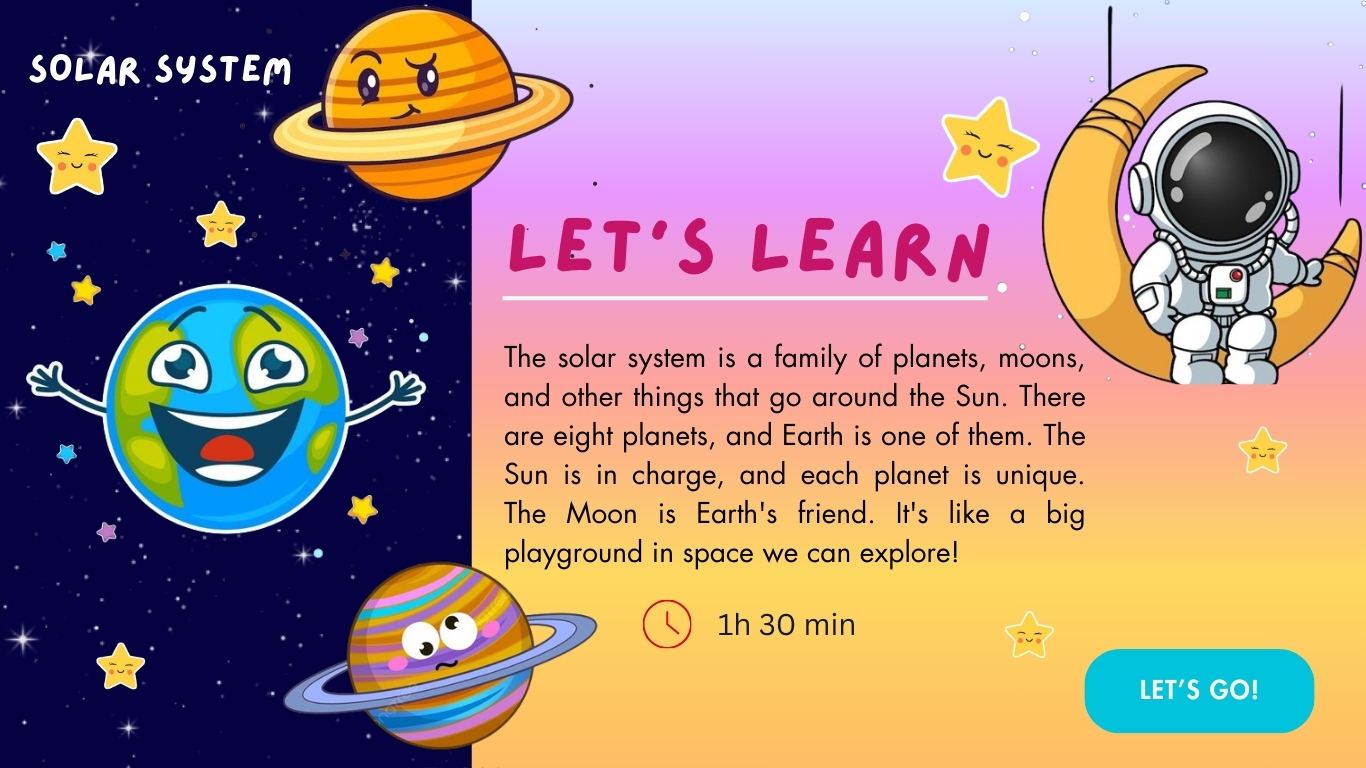 SOLAR SYSTEM
LET'S LEARN
The solar system is a family of planets, moons,
and other things that go around the Sun. There
are eight planets, and Earth is one of them. The
Sun is in charge, and each planet is unique.
The Moon is Earth's friend. It's like a big
playground in space we can explore!
1h 30 min
LET'S GO!